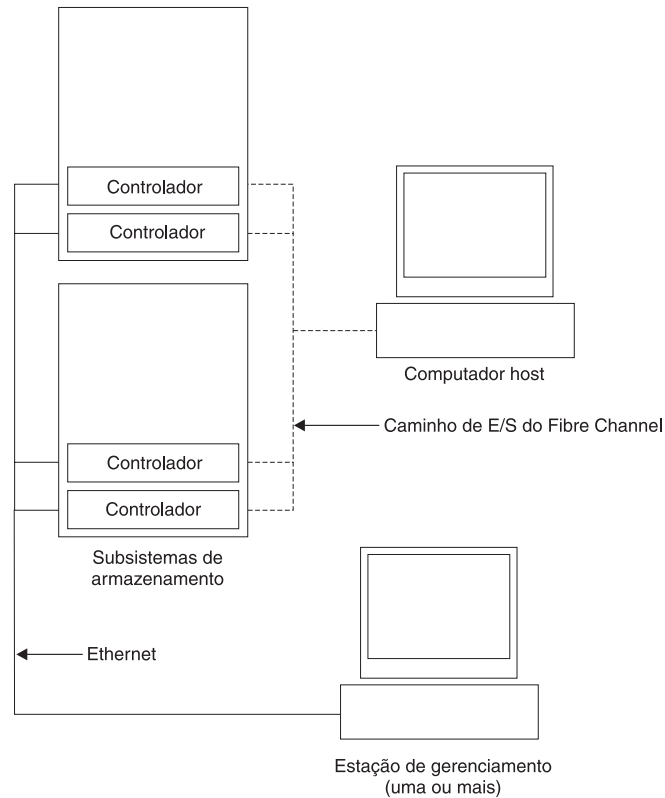 Controlador
Controlador
Computador host
Caminho de E/S do Fibre Channel
Controlador
Controlador
Subsistemas de
armazenamento
Ethernet
Estação de gerenciamento
(uma ou mais)